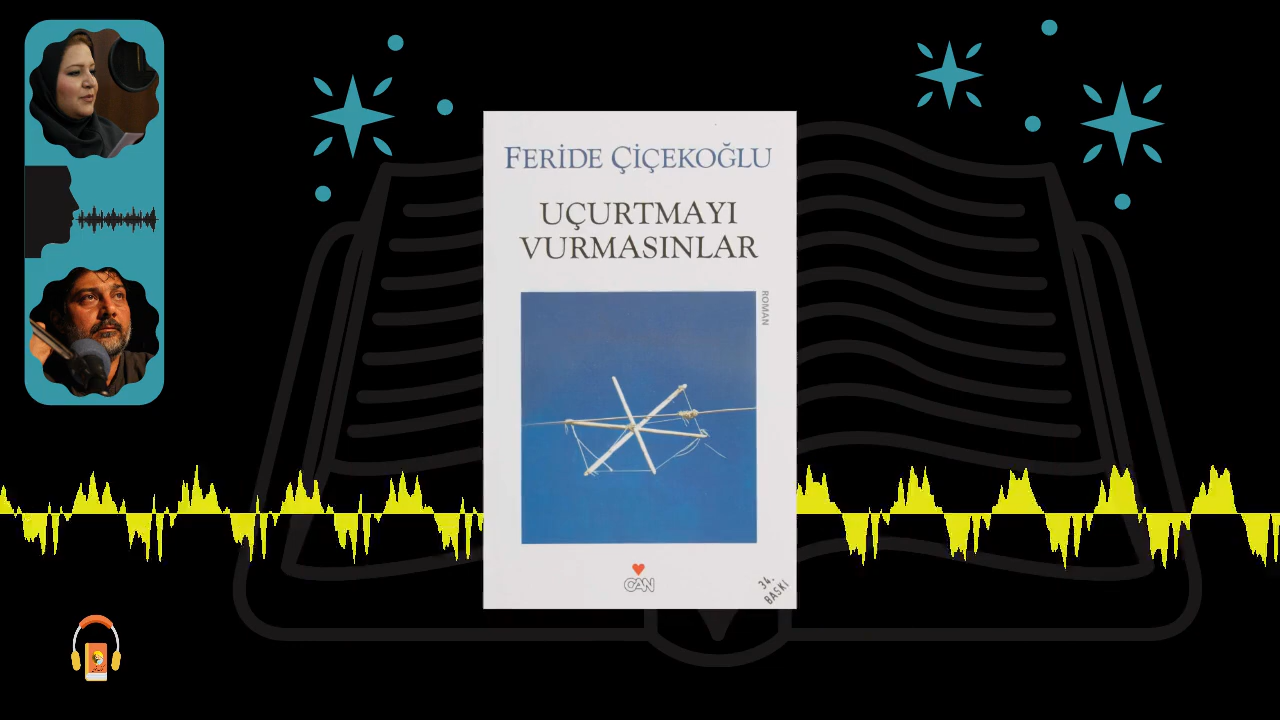 FERİDE ÇİÇEKOĞLU
UÇURTMAYI
VURMASINLAR
ROMAN
CAN
34.
BASKI